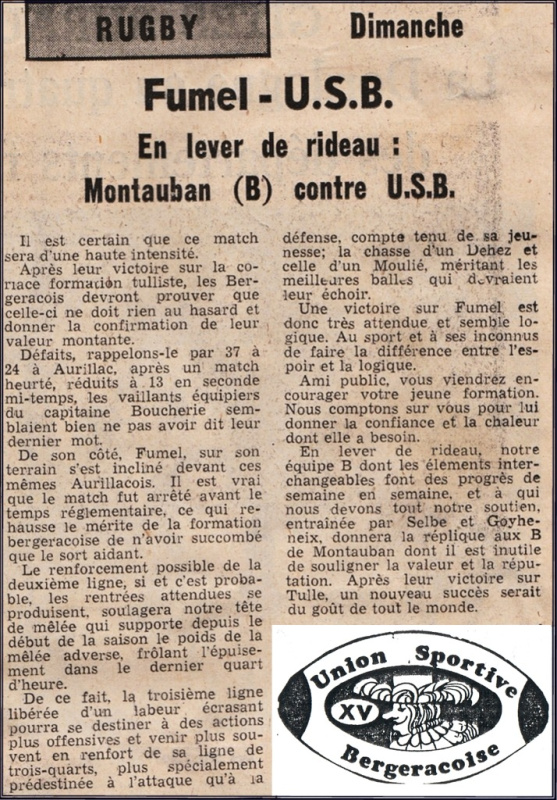 RUGBY
Dimanche
Fumel - U.S.B.
En lever de rideau :
Montauban (B) contre U.S.B.
Il est certain que ce match
sera d'une haute intensité.
Après leur victoire sur la co-
riace formation tulliste, les Ber-
geracois devront prouver que
celle-ci ne doit rien au hasard et
donner la confirmation de leur
valeur montante.
Défaits, rappelons-le par 37 à
24 à Aurillac, après un match
heurté, réduits à 13 en seconde
mi-temps, les vaillants équipiers
du capitaine Boucherie sem-
blaient bien ne pas avoir dit leur
dernier mot.
De son côté, Fumel, sur son
terrain s'est incliné devant ces
mêmes Aurillacois. Il est vrai
que le match fut arrêté avant le
temps réglementaire, ce qui re-
hausse le mérite de la formation
bergeracoise de n'avoir succombé
que le sort aidant.
Le renforcement possible de la
deuxième ligne, si et c'est proba-
ble, les rentrées attendues se
produisent, soulagera notre tête
de mêlée qui supporte depuis le
début de la saison le poids de la
mêlée adverse, frôlant l'épuise-
ment dans le dernier quart
d'heure.
De ce fait, la troisième ligne
libérée d'un labeur écrasant
pourra se destiner à des actions
plus offensives et venir plus sou-
vent en renfort de sa ligne de
trois-quarts, plus spécialement
prédestinée à l'attaque qu'à la
défense, compte tenu de sa jeu-
nesse; la chasse d'un Dehez et
celle d'un Moulié, méritant les
meilleures balles qui devraient
leur échoir.
Une victoire sur Fumel est
donc très attendue et semble lo-
gique. Au sport et à ses inconnus
de faire la différence entre l'es-
poir et la logique.
Ami public, vous viendrez en-
courager votre jeune formation.
Nous comptons sur vous pour lui
donner la confiance et la chaleur
dont elle a besoin.
En lever de rideau, notre
équipe B dont les élements inter-
changeables font des progrès de
semaine en semaine, et à qui
nous devons tout notre soutien,
entraînée par Selbe et Goyhe-
neix, donnera la réplique aux B
de Montauban dont il est inutile
de souligner la valeur et la répu-
tation. Après leur victoire sur
Tulle, un nouveau succès serait
du goût de tout le monde.
Union Sportive
XV
Bergeracoise